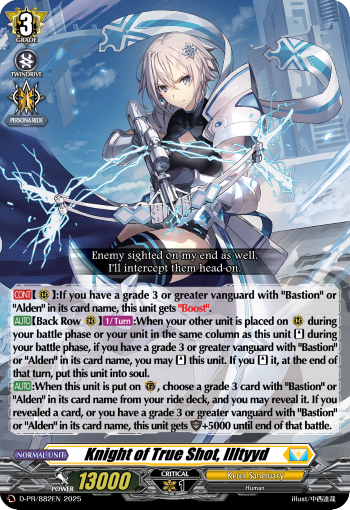 3
GRADE
TWINDRIVE
PERSONA RIDE
Enemy sighted on my end as well.
I'll intercept them head-on.
CONT【 】:If you have a grade 3 or greater vanguard with "Bastion" or
"Alden" in its card name, this unit gets "Boost".
AUTO【Back Row 】1/Turn:When your other unit is placed on during
your battle phase or your unit in the same column as this unit during
your battle phase, if you have a grade 3 or greater vanguard with "Bastion"
or "Alden" in its card name, you may this unit. If you it, at the end of
that turn, put this unit into soul.
AUTO:When this unit is put on , choose a grade 3 card with "Bastion" or
"Alden" in its card name from your ride deck, and you may reveal it. If you
revealed a card, or you have a grade 3 or greater vanguard with "Bastion"
or "Alden" in its card name, this unit gets +5000 until end of that battle.
NORMAL UNIT
Knight of True Shot, Illtyyd
POWER 13000
CRITICAL
1
Keter Sanctuary
Human
D-PR/882EN 2025
illust/中西達哉